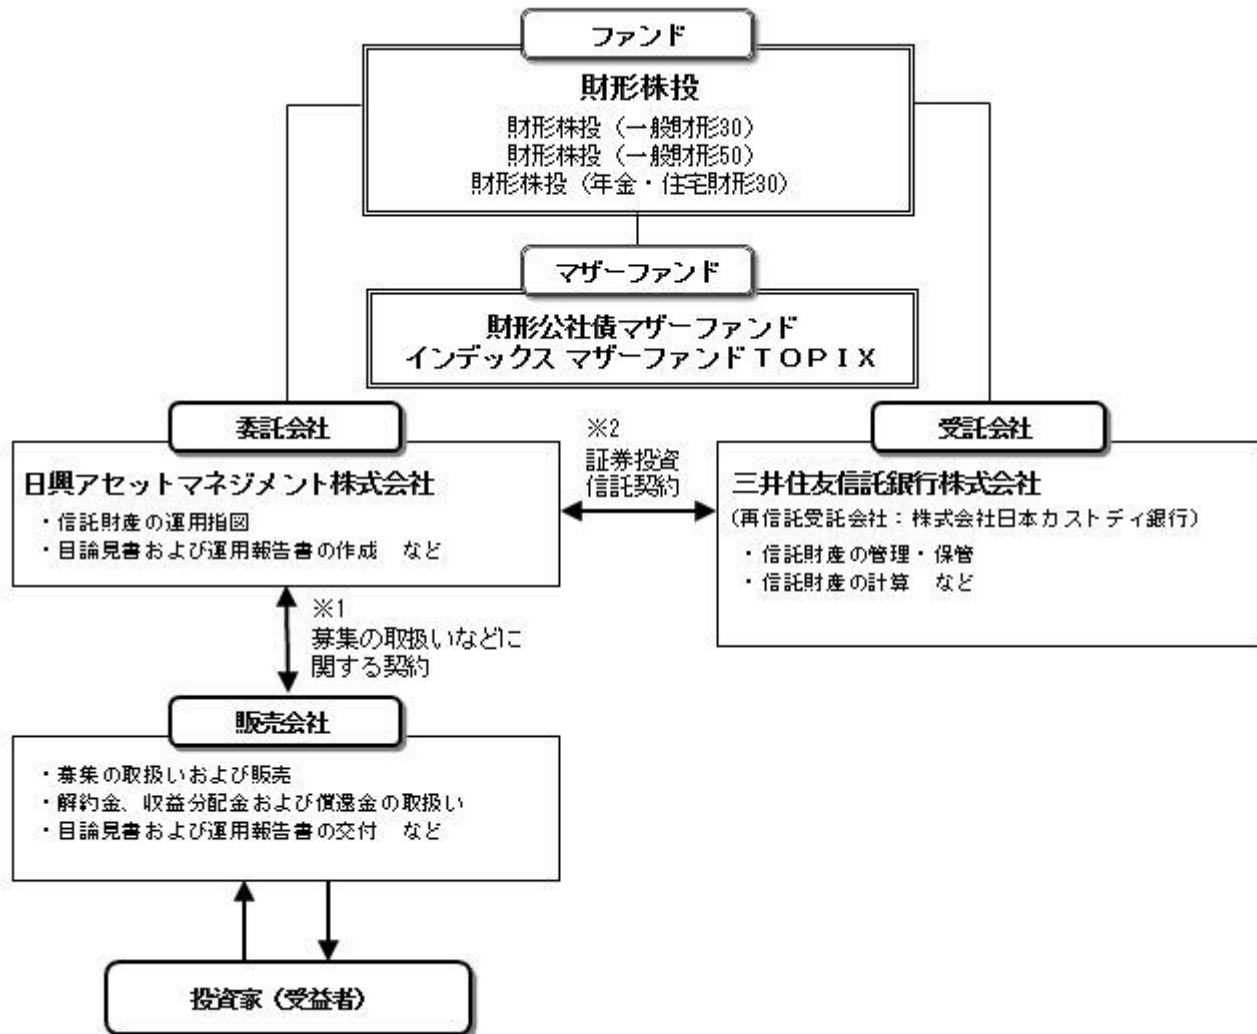 ファンド
財形株投
財形株投（一般財形30）
財形株投（一般財形50）
財形株投（年金・住宅財形30）
マザーファンド
財形公社債マザーファンド
インデックス マザーファンドＴＯＰＩＸ
委託会社
日興アセットマネジメント株式会社
・信託財産の運用指図
・目論見書および運用報告書の作成　など
※2
証券投資
信託契約
受託会社
三井住友信託銀行株式会社
（再信託受託会社：株式会社日本カストディ銀行）
・信託財産の管理・保管
・信託財産の計算　など
※1
募集の取扱いなどに
関する契約
販売会社
・募集の取扱いおよび販売
・解約金、収益分配金および償還金の取扱い
・目論見書および運用報告書の交付　など
投資家（受益者）